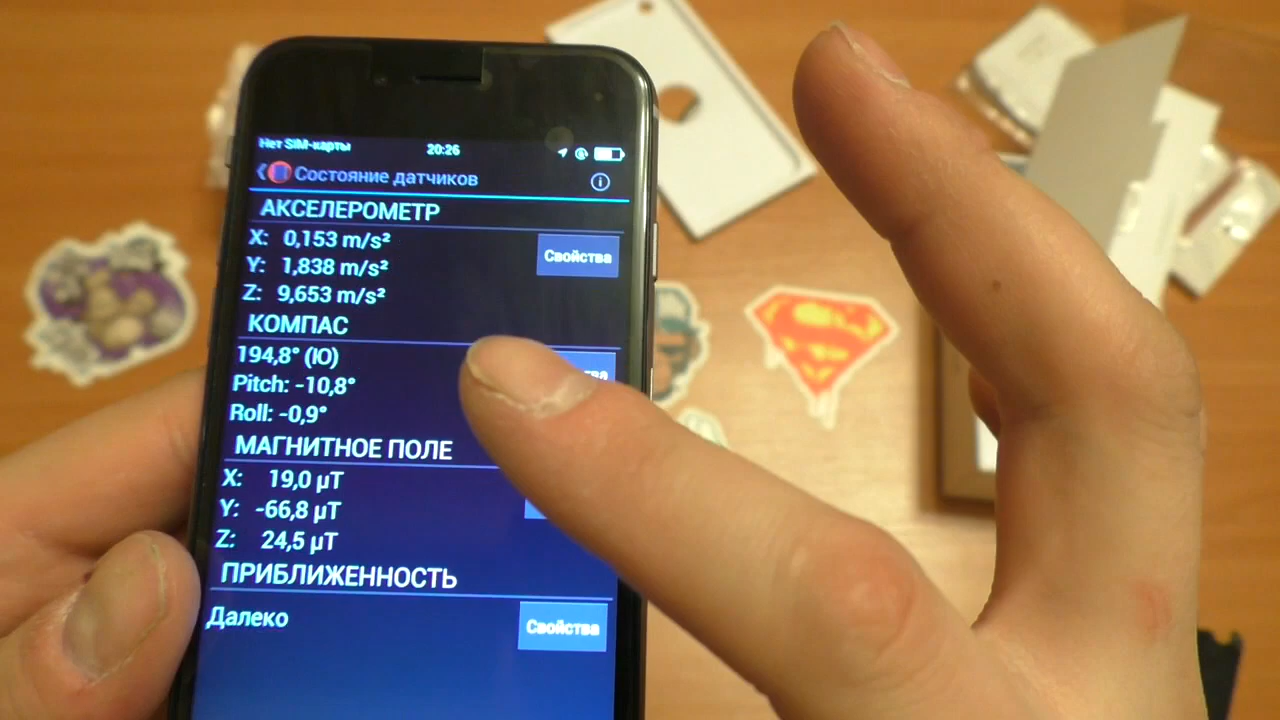 Нет SIM-карты 20:26
Состояние датчиков
АКСЕЛЕРОМЕТР
X: 0,153 m/s²
Y: 1,838 m/s²
Z: 9,653 m/s²
Свойства
КОМПАС
194,8° (Ю)
Pitch: -10,8°
Roll: -0,9°
МАГНИТНОЕ ПОЛЕ
X: 19,0 µT
Y: -66,8 µT
Z: 24,5 µT
ПРИБЛИЖЕННОСТЬ
Далеко
Свойства